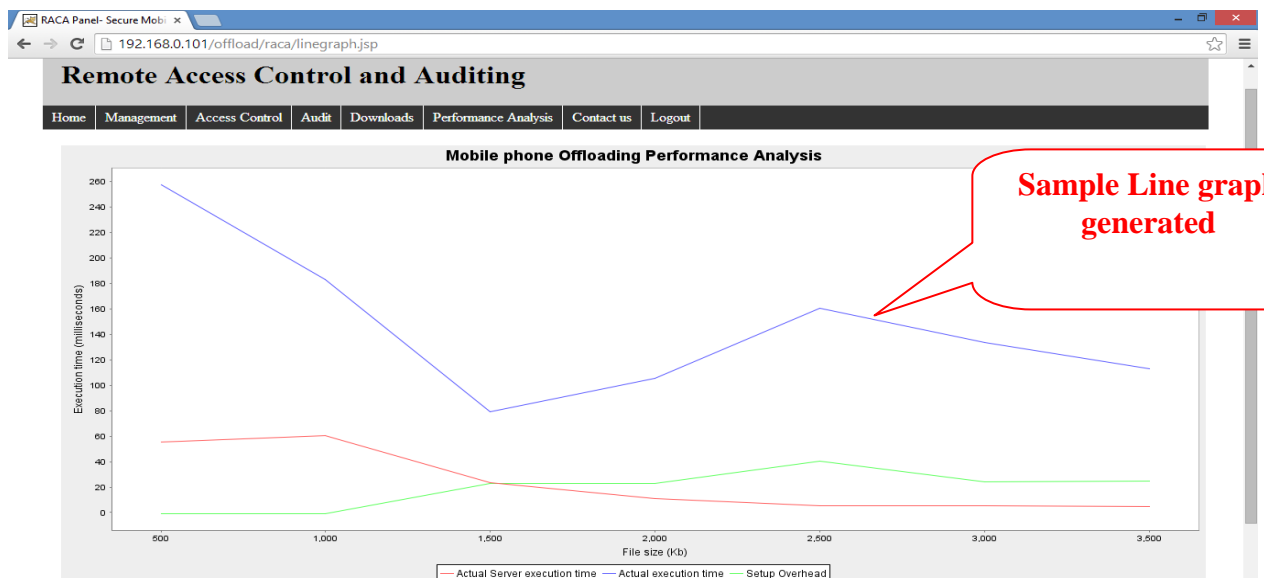 RACA Panel- Secure Mobi
192.168.0.101/offload/raca/linegraph.jsp
Remote Access Control and Auditing
Home Management Access Control Audit Downloads Performance Analysis Contact us Logout
Mobile phone Offloading Performance Analysis
Sample Line graph
generated
Execution time (milliseconds)
260
240
220
200
180
160
140
120
100
80
60
40
20
0
500 1,000 1,500 2,000 2,500 3,000 3,500
File size (Kb)
Actual Server execution time Actual execution time Setup Overhead